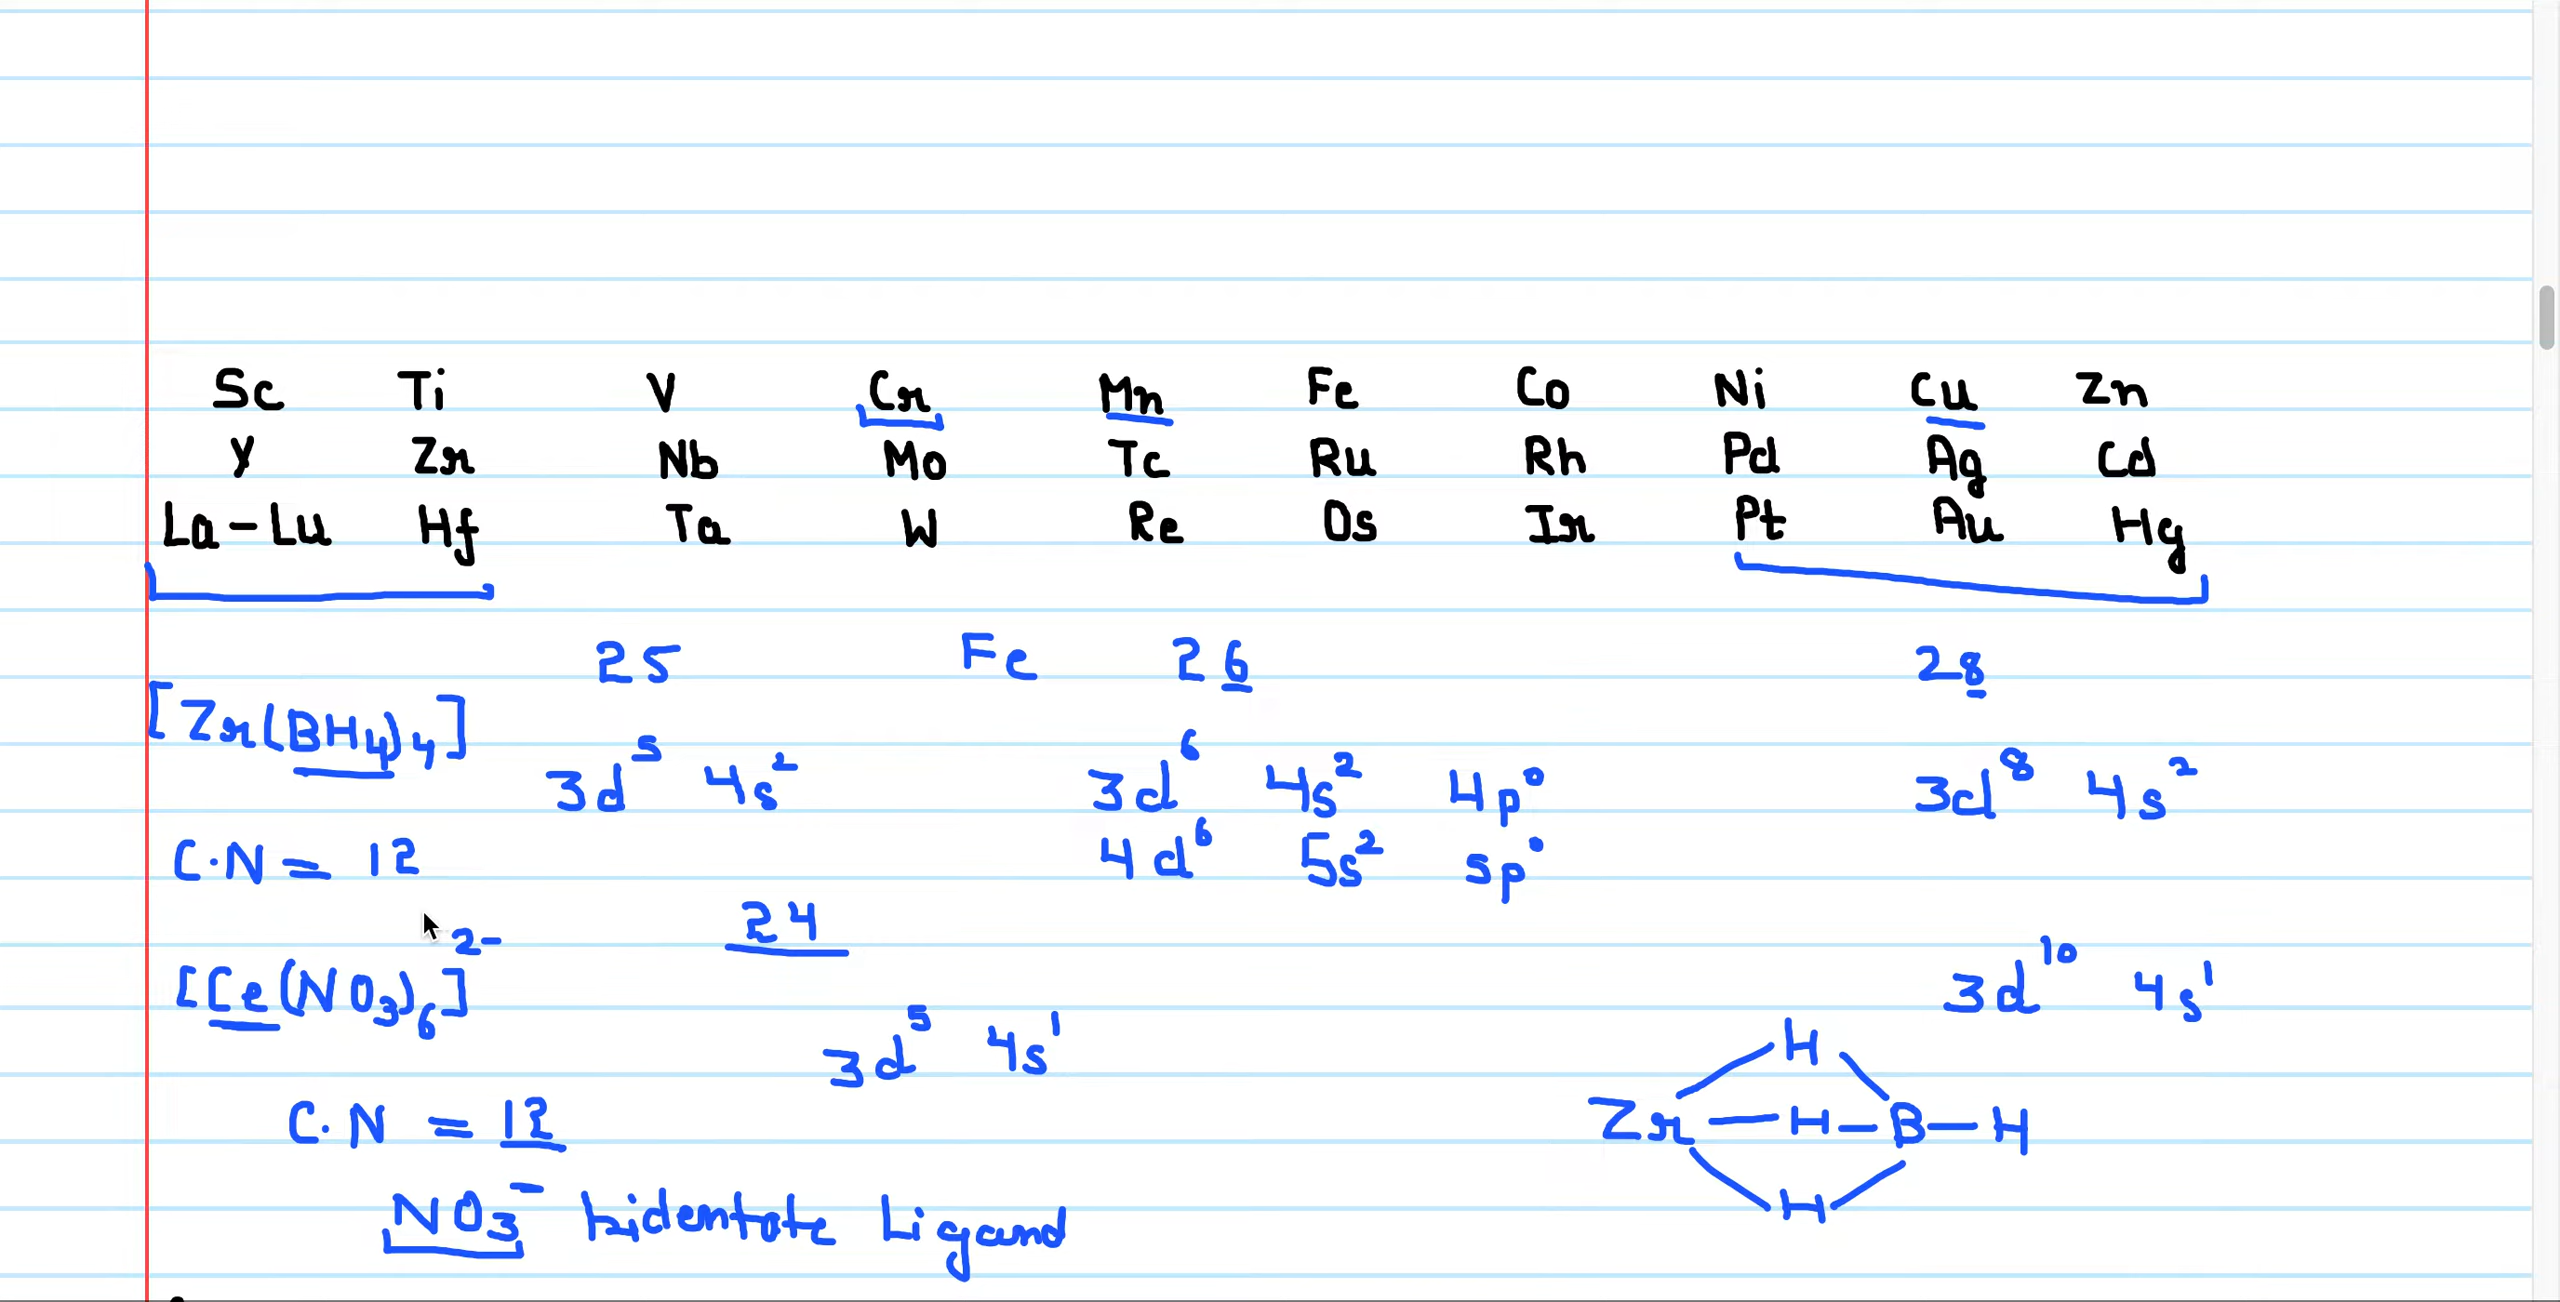 Sc Ti V Cr Mn Fe Co Ni Cu Zn
Y Zr Nb Mo Tc Ru Rh Pd Ag Cd
La-Lu Hf Ta W Re Os Ir Pt Au Hg
25 Fe 26 28
[Zr(BH₄)₄]
3d⁵ 4s² 3d⁶ 4s² 4p⁰ 3d⁸ 4s²
C.N = 12 4d⁶ 5s² 5p⁰
24
[Ce(NO₃)₆]²⁻ 3d¹⁰ 4s¹
3d⁵ 4s¹ H
C.N = 12 Zr — H — B — H
NO₃⁻ bidentate Ligand H